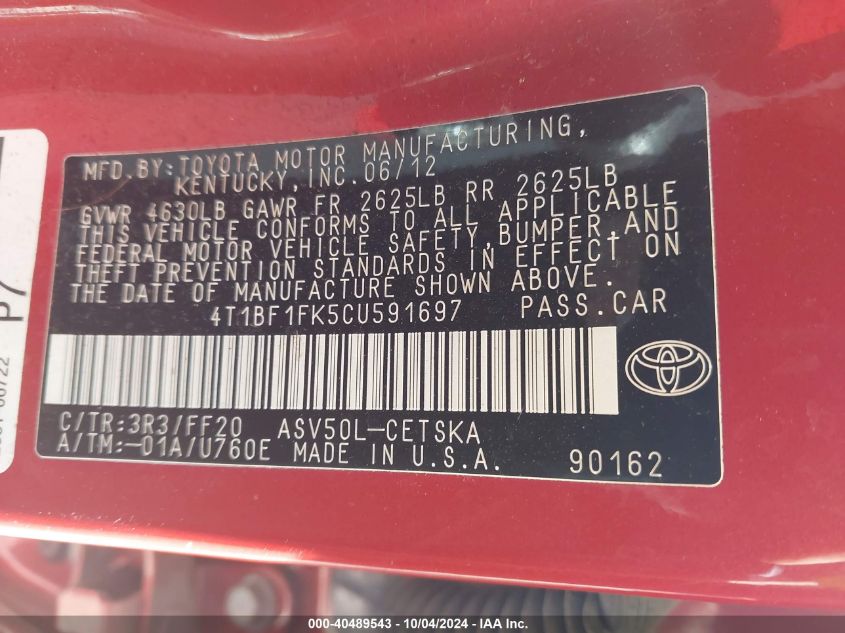 MFD.BY:TOYOTA MOTOR MANUFACTURING,
KENTUCKY,INC.06/12
GVWR 4630LB GAWR FR 2625LB RR 2625LB
THIS VEHICLE CONFORMS TO ALL APPLICABLE
FEDERAL MOTOR VEHICLE SAFETY,BUMPER,AND
THEFT PREVENTION STANDARDS IN EFFECT ON
THE DATE OF MANUFACTURE SHOWN ABOVE.
4T1BF1FK5CU591697 PASS.CAR
C/TR:3R3/FF20 ASV50L-CETSKA
A/TM:-01A/U760E MADE IN U.S.A. 90162
P7
000-40489543 - 10/04/2024 - IAA Inc.